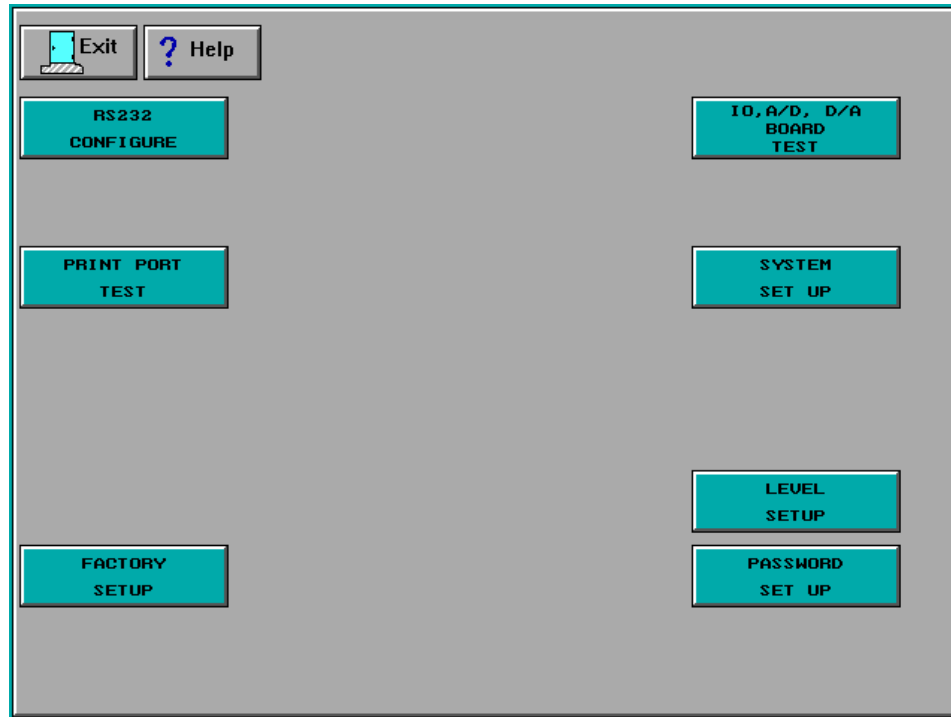 Exit
? Help
RS232
CONFIGURE
IO,A/D, D/A
BOARD
TEST
PRINT PORT
TEST
SYSTEM
SET UP
LEVEL
SETUP
FACTORY
SETUP
PASSWORD
SET UP